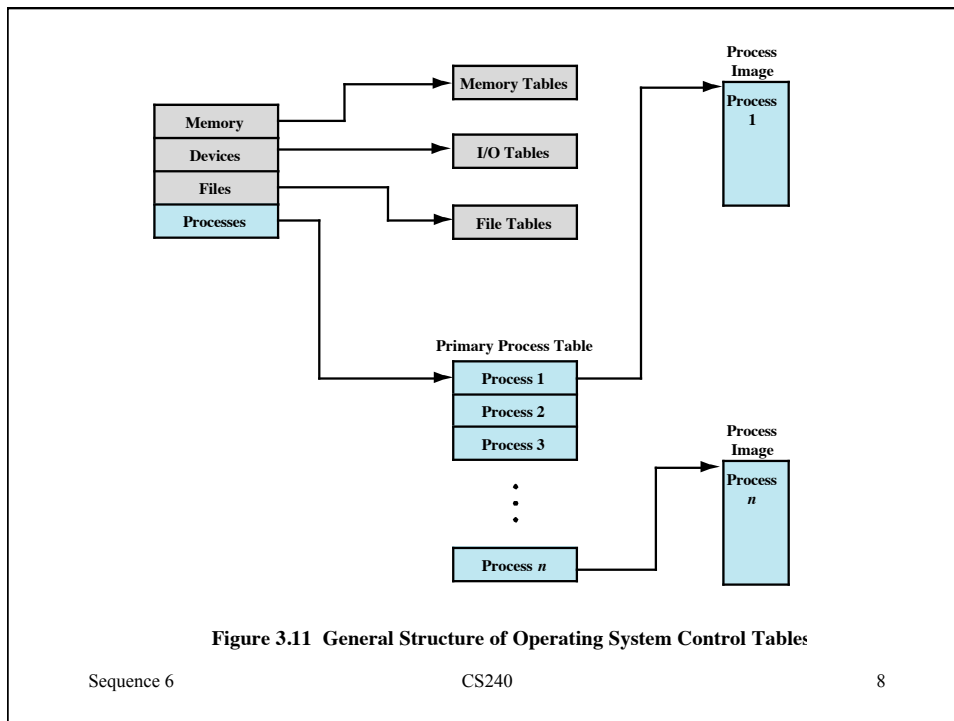 Memory
Devices
Files
Processes
Memory Tables
I/O Tables
File Tables
Primary Process Table
Process 1
Process 2
Process 3
Process n
Process
Image
Process
1
Process
Image
Process
n
Figure 3.11 General Structure of Operating System Control Tables
Sequence 6
CS240
8